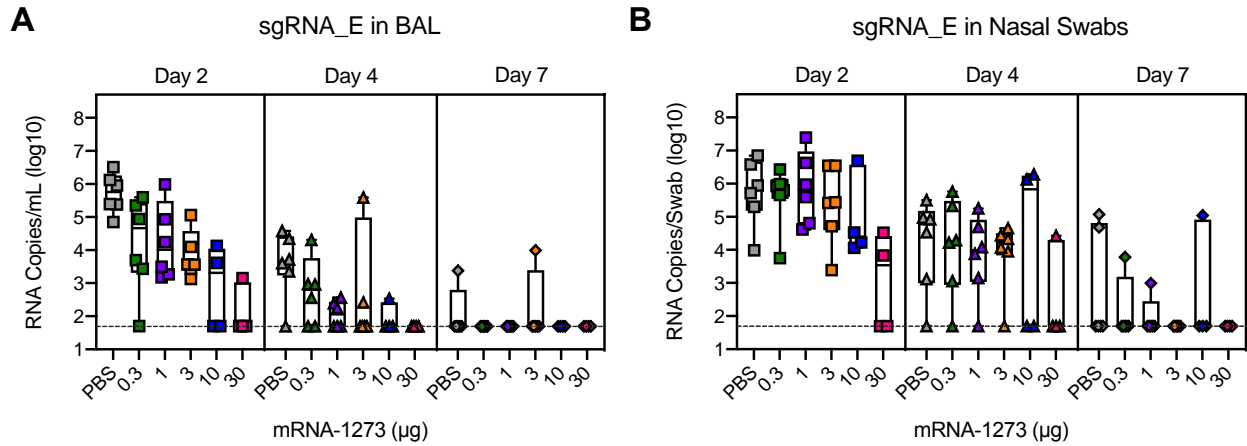 A
sgRNA_E in BAL
Day 2 Day 4 Day 7
RNA Copies/mL (log10)
8
7
6
5
4
3
2
1
PBS 0.3 1 3 10 30 PBS 0.3 1 3 10 30 PBS 0.3 1 3 10 30
mRNA-1273 (µg)
B
sgRNA_E in Nasal Swabs
Day 2 Day 4 Day 7
RNA Copies/Swab (log10)
8
7
6
5
4
3
2
1
PBS 0.3 1 3 10 30 PBS 0.3 1 3 10 30 PBS 0.3 1 3 10 30
mRNA-1273 (µg)